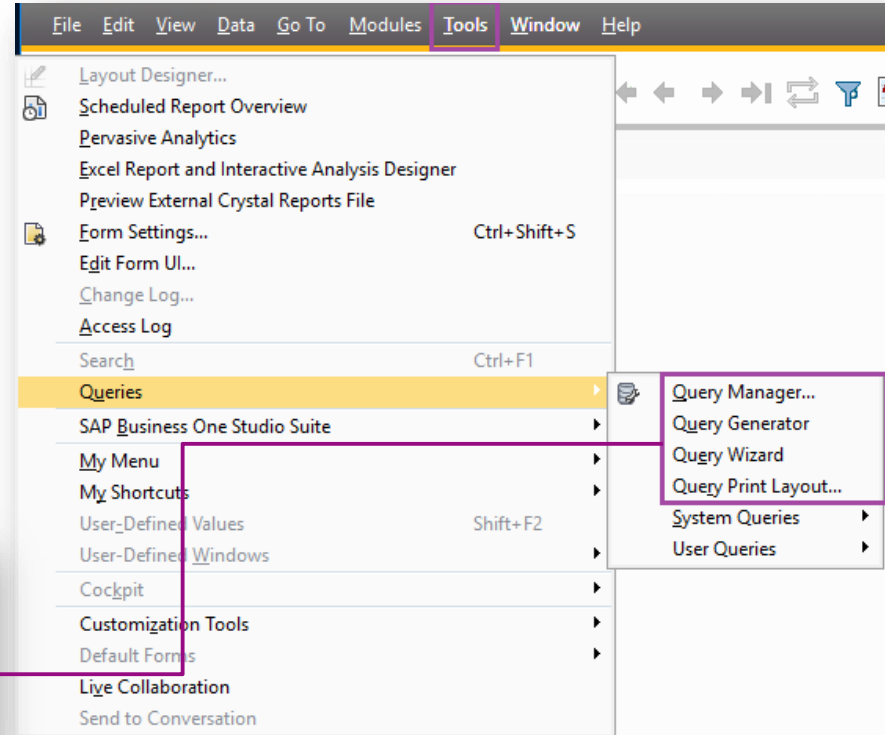 File Edit View Data Go To Modules Tools Window Help
Layout Designer...
Scheduled Report Overview
Pervasive Analytics
Excel Report and Interactive Analysis Designer
Preview External Crystal Reports File
Form Settings... Ctrl+Shift+S
Edit Form UI...
Change Log...
Access Log
Search Ctrl+F1
Queries
SAP Business One Studio Suite
My Menu
My Shortcuts
User-Defined Values Shift+F2
User-Defined Windows
Cockpit
Customization Tools
Default Forms
Live Collaboration
Send to Conversation
Query Manager...
Query Generator
Query Wizard
Query Print Layout...
System Queries
User Queries